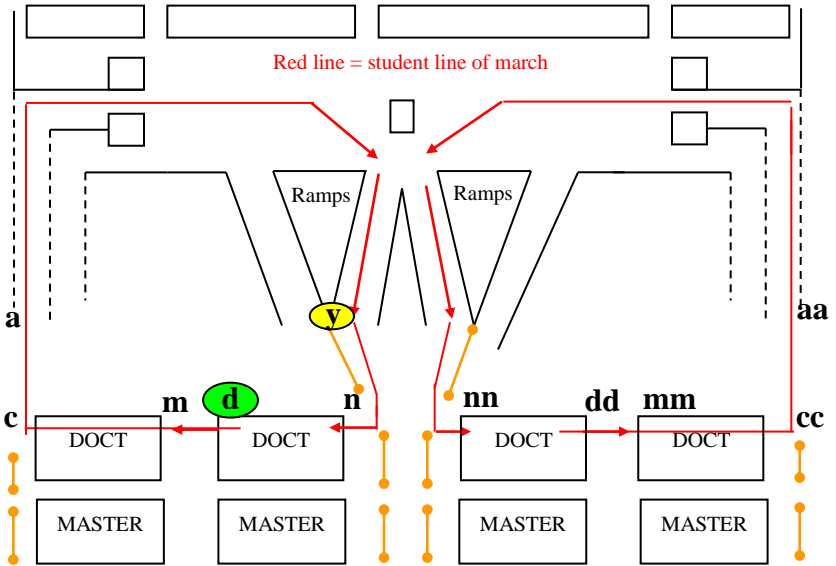 Red line = student line of march
Ramps
Ramps
y
a
aa
m
d
n
nn
dd
mm
c
cc
DOCT
DOCT
DOCT
DOCT
MASTER
MASTER
MASTER
MASTER